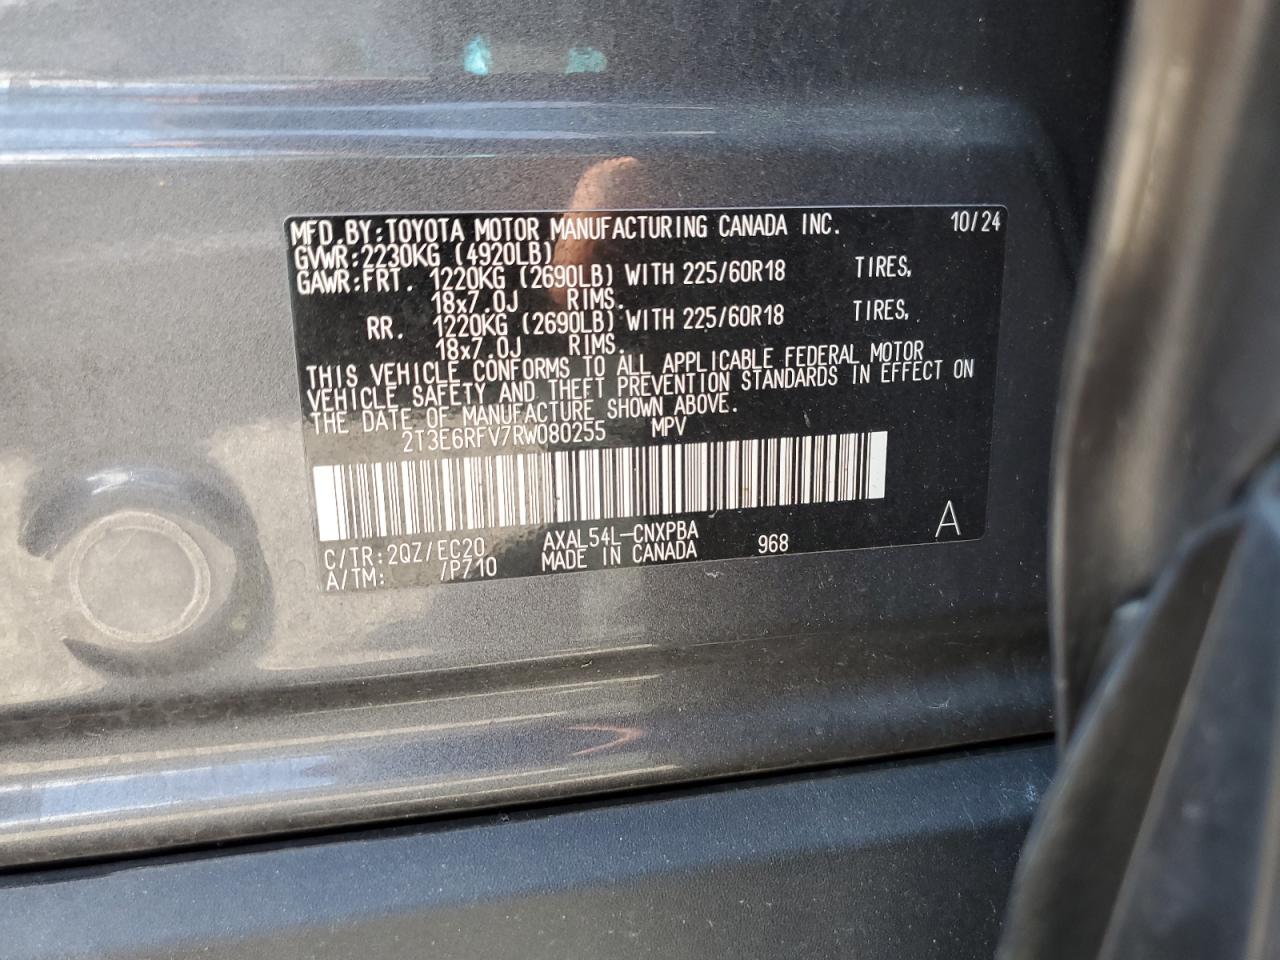 MFD.BY:TOYOTA MOTOR MANUFACTURING CANADA INC. 10/24
GVWR:2230KG (4920LB)
GAWR:FRT. 1220KG (2690LB) WITH 225/60R18 TIRES,
18x7.0J RIMS.
RR. 1220KG (2690LB) WITH 225/60R18 TIRES,
18x7.0J RIMS.
THIS VEHICLE CONFORMS TO ALL APPLICABLE FEDERAL MOTOR
VEHICLE SAFETY AND THEFT PREVENTION STANDARDS IN EFFECT ON
THE DATE OF MANUFACTURE SHOWN ABOVE.
2T3E6RFV7RW080255 MPV
C/TR:2QZ/EC20 AXAL54L-CNXPBA 968 A
A/TM: /P710 MADE IN CANADA